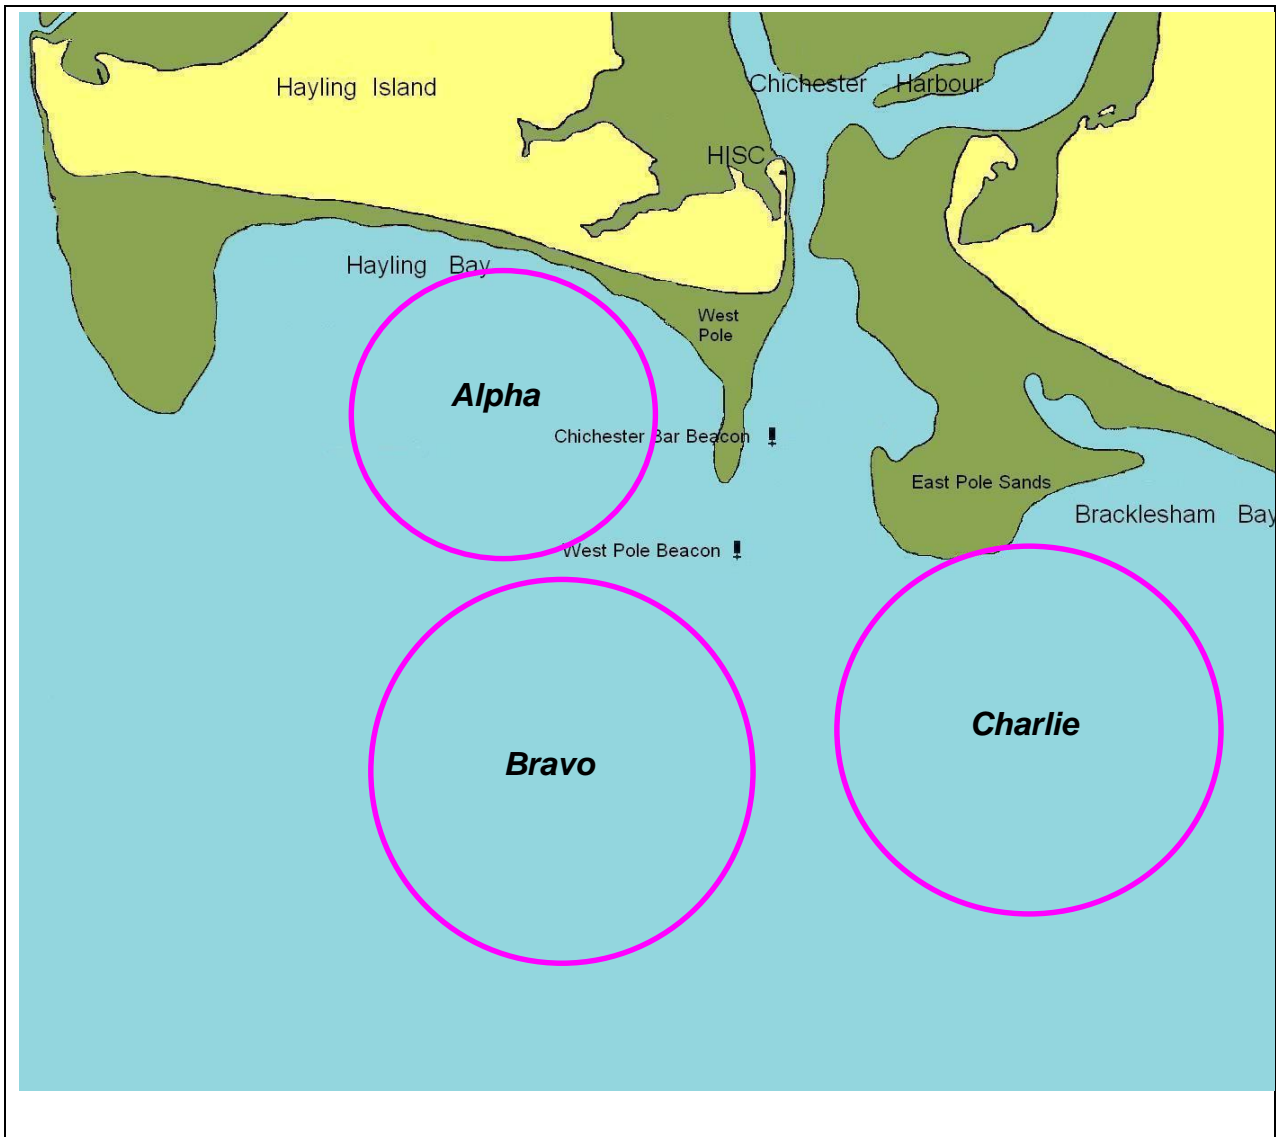 Hayling Island
Chichester Harbour
HISC
Hayling Bay
West
Pole
Alpha
Chichester Bar Beacon
East Pole Sands
Bracklesham Bay
West Pole Beacon
Charlie
Bravo